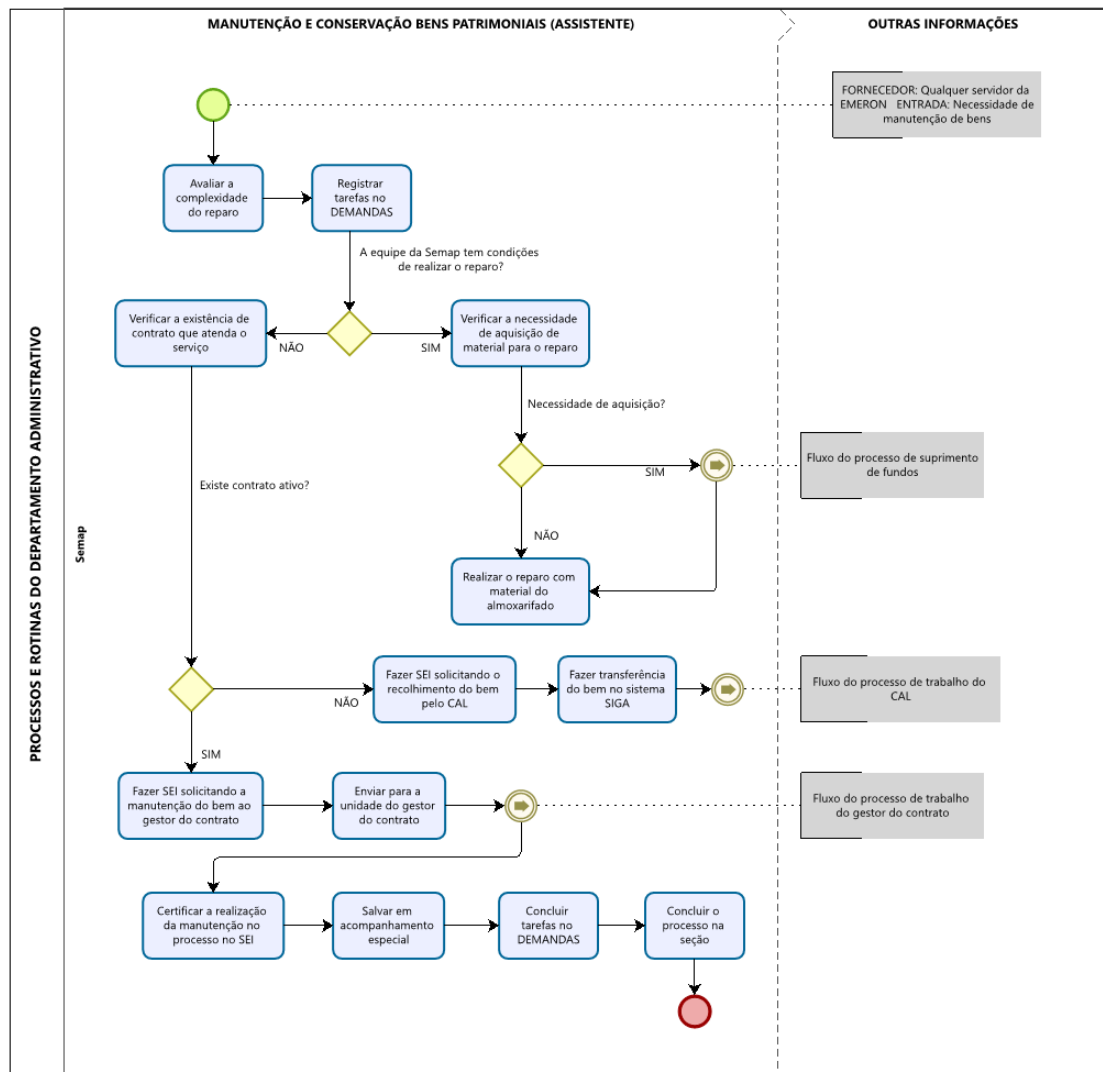 MANUTENÇÃO E CONSERVAÇÃO BENS PATRIMONIAIS (ASSISTENTE)
OUTRAS INFORMAÇÕES
PROCESSOS E ROTINAS DO DEPARTAMENTO ADMINISTRATIVO
Semap
FORNECEDOR: Qualquer servidor da
EMERON ENTRADA: Necessidade de
manutenção de bens
Avaliar a
complexidade
do reparo
Registrar
tarefas no
DEMANDAS
A equipe da Semap tem condições
de realizar o reparo?
Verificar a existência de
contrato que atenda o
serviço
NÃO
SIM
Verificar a necessidade
de aquisição de
material para o reparo
Necessidade de aquisição?
SIM
Fluxo do processo de suprimento
de fundos
Existe contrato ativo?
NÃO
Realizar o reparo com
material do
almoxarifado
NÃO
Fazer SEI solicitando o
recolhimento do bem
pelo CAL
Fazer transferência
do bem no sistema
SIGA
Fluxo do processo de trabalho do
CAL
SIM
Fazer SEI solicitando a
manutenção do bem ao
gestor do contrato
Enviar para a
unidade do gestor
do contrato
Fluxo do processo de trabalho
do gestor do contrato
Certificar a realização
da manutenção no
processo no SEI
Salvar em
acompanhamento
especial
Concluir
tarefas no
DEMANDAS
Concluir o
processo na
seção